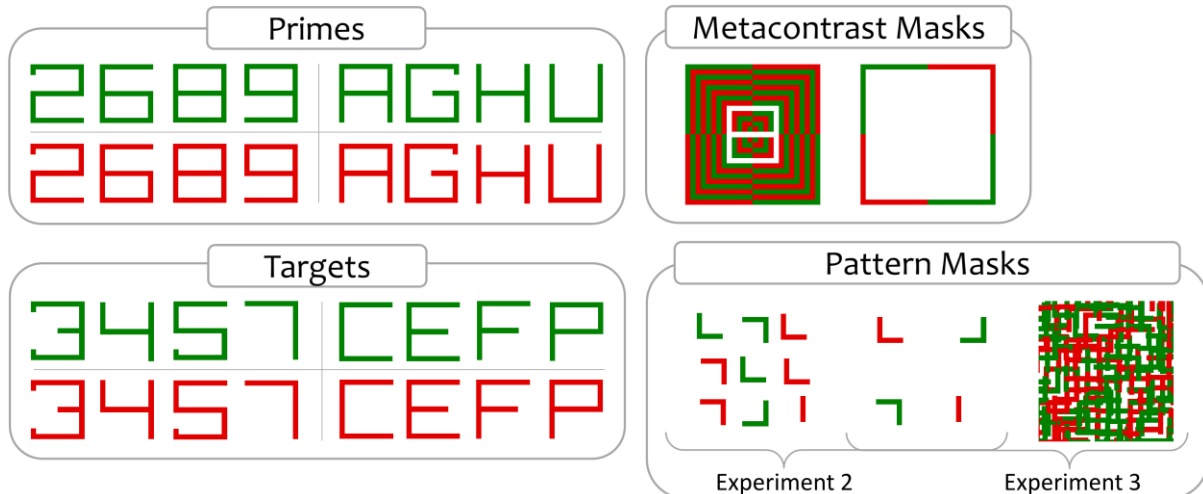 Primes
2689 AGHU
2689 AGHU
Metacontrast Masks
Targets
3457 CEFP
3457 CEFP
Pattern Masks
Experiment 2
Experiment 3